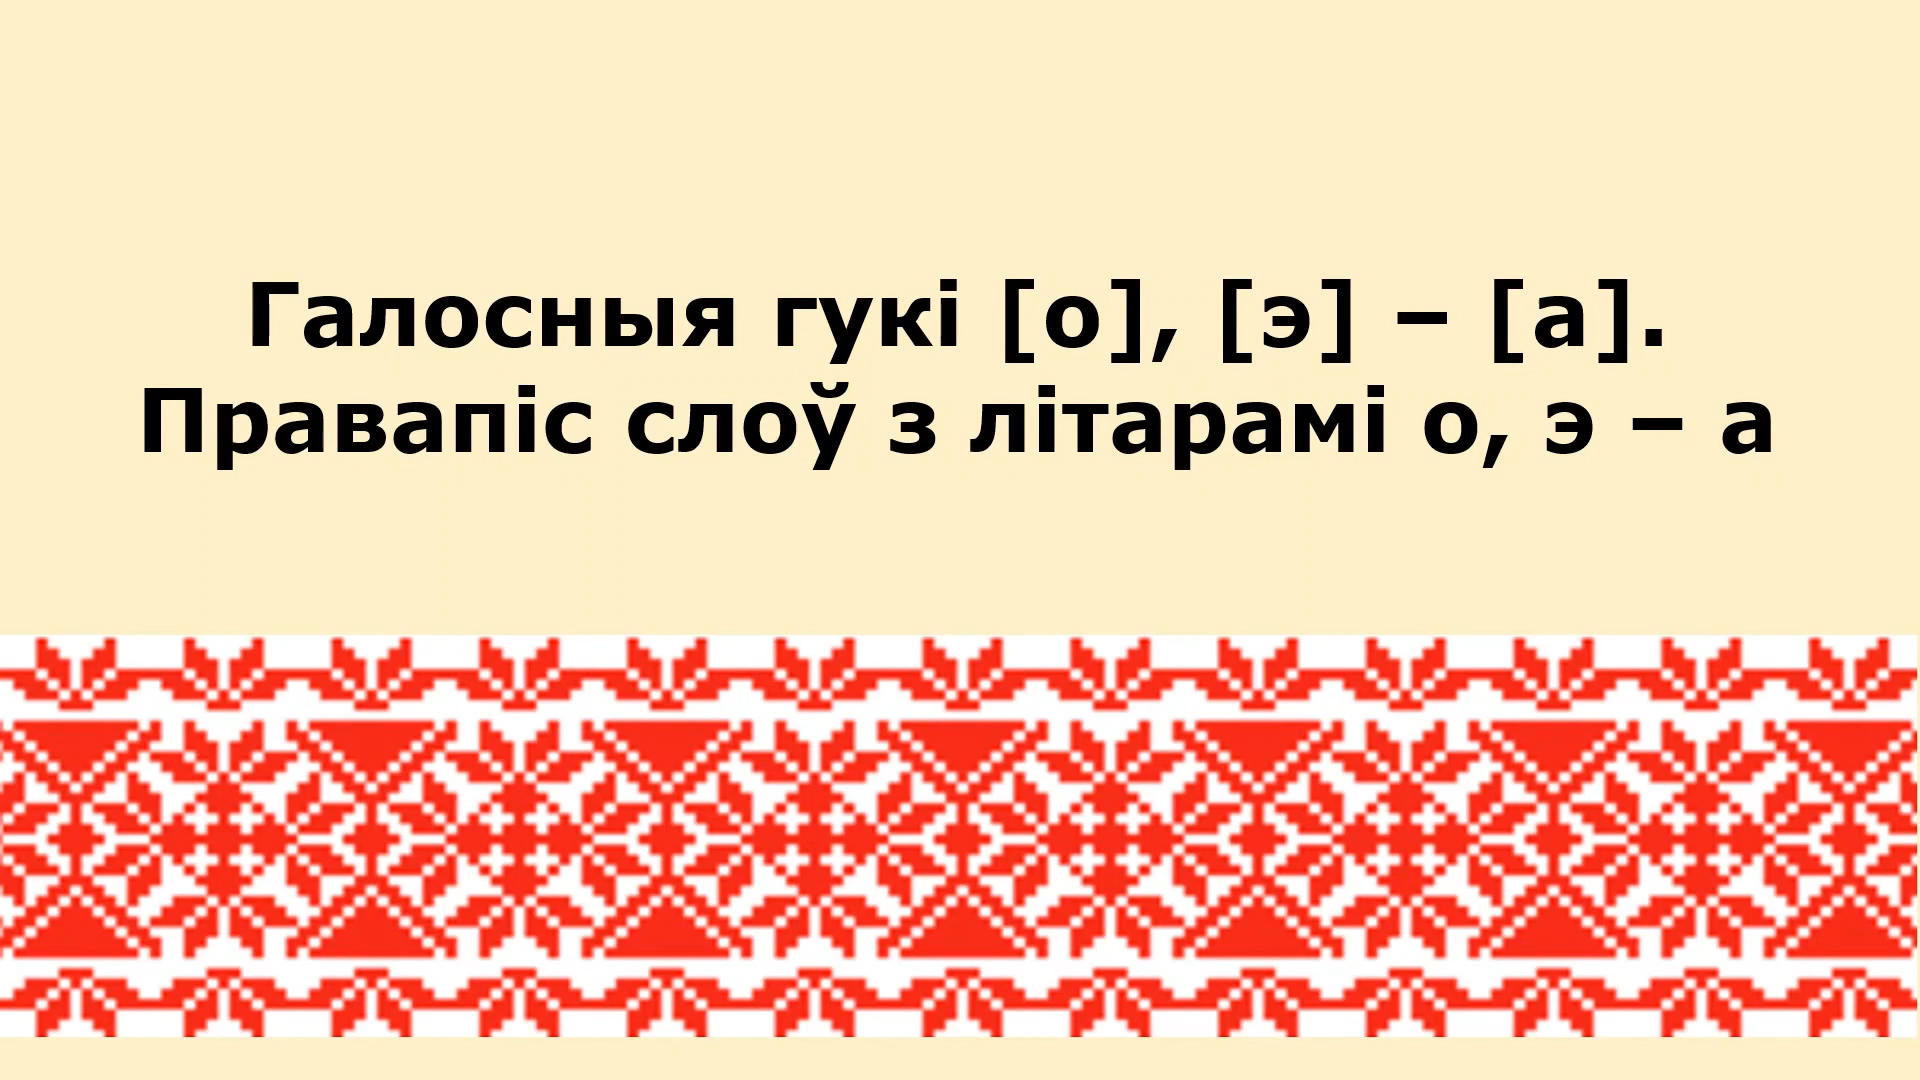 Галосныя гукі [о], [э] – [а].
Правапіс слоў з літарамі о, э – а